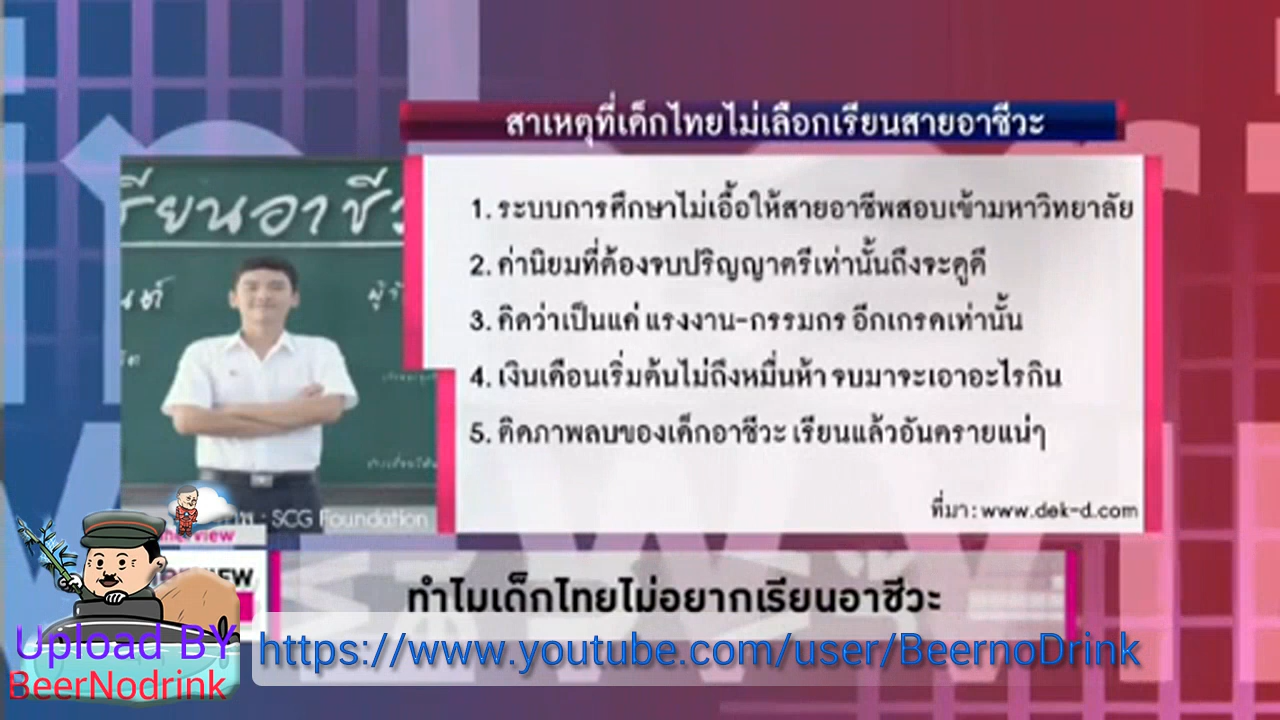 สาเหตุที่เด็กไทยไม่เลือกเรียนสายอาชีวะ
รียนอาชีว
1. ระบบการศึกษาไม่เอื้อให้สายอาชีพสอบเข้ามหาวิทยาลัย
2. ค่านิยมที่ต้องจบปริญญาตรีเท่านั้นถึงจะดูดี
3. คิดว่าเป็นแค่ แรงงาน-กรรมกร อีกเกรดเท่านั้น
4. เงินเดือนเริ่มต้นไม่ถึงหมื่นห้า จบมาจะเอาอะไรกิน
5. ติดภาพลบของเด็กอาชีวะ เรียนแล้วอันตรายแน่ๆ
ที่มา : www.dek-d.com
ภาพ : SCG Foundation
ทำไมเด็กไทยไม่อยากเรียนอาชีวะ
Upload BY
BeerNodrink
https://www.youtube.com/user/BeernoDrink